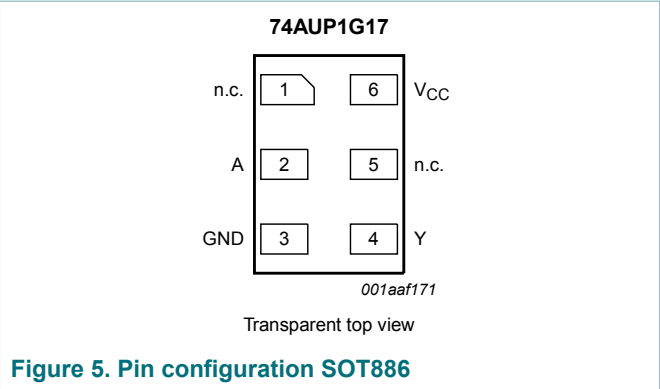 74AUP1G17
n.c. 1 6 VCC
A 2 5 n.c.
GND 3 4 Y
001aaf171
Transparent top view
Figure 5. Pin configuration SOT886